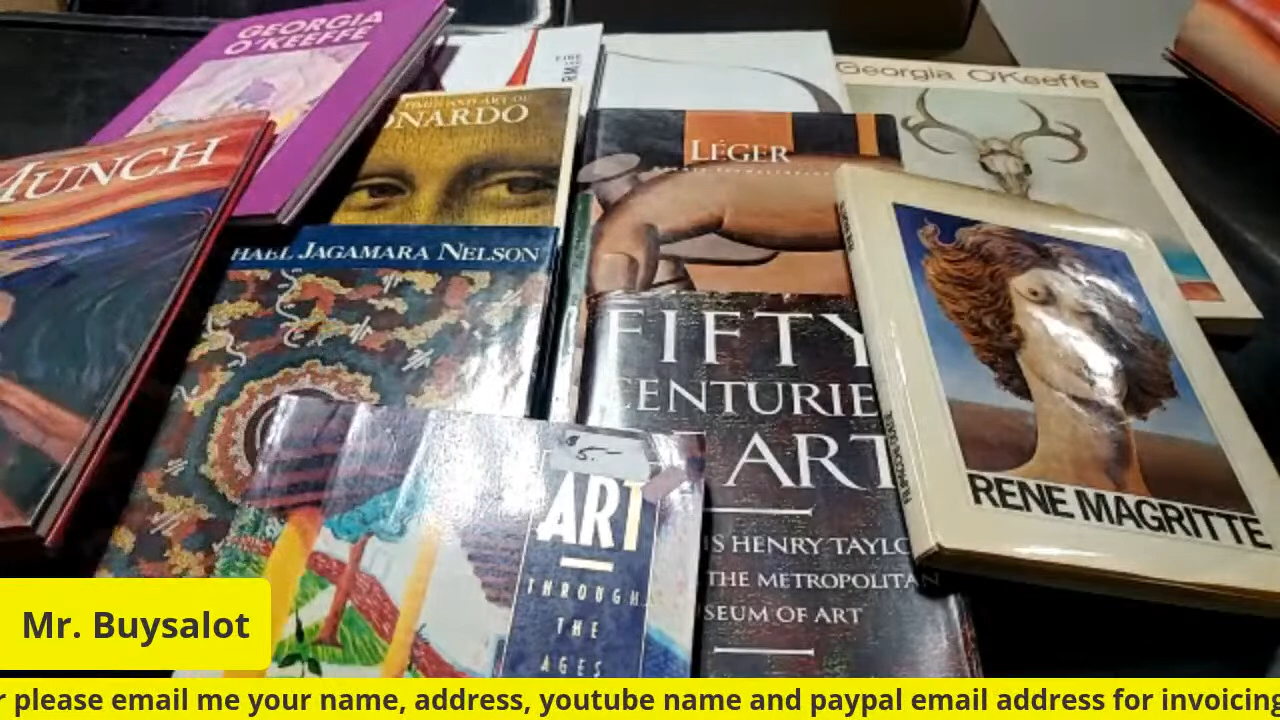 GEORGIA
O'KEEFFE
Georgia O'Keeffe
MUNCH
ONARDO
LÉGER
HAEL JAGAMARA NELSON
FIFTY
CENTURIE
ART
IS HENRY TAYLO
THE METROPOLITAN
SEUM OF ART
RENE MAGRITTE
5.-
ART
THROUGH
THE
AGES
Mr. Buysalot
r please email me your name, address, youtube name and paypal email address for invoicing